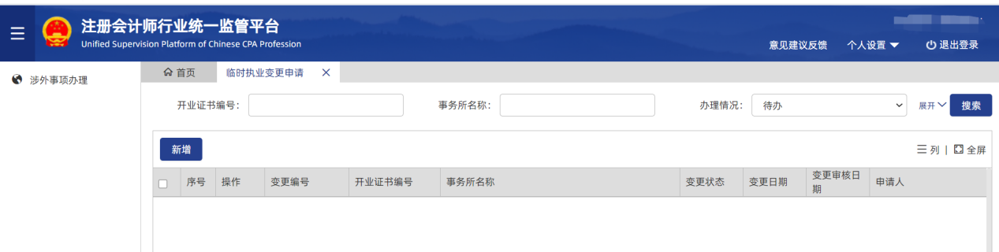 注册会计师行业统一监管平台
Unified Supervision Platform of Chinese CPA Profession
意见建议反馈 个人设置 退出登录
涉外事项办理
首页 临时执业变更申请 ×
开业证书编号: 事务所名称: 办理情况: 待办 展开 搜索
新增 列 | 全屏
序号 操作 变更编号 开业证书编号 事务所名称 变更状态 变更日期 变更审核日期 申请人